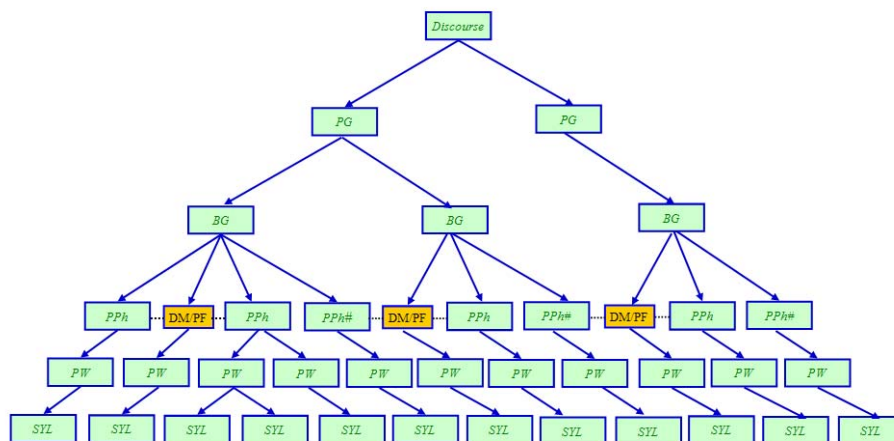 Discourse
PG PG
BG BG BG
PPh DM/PF PPh PPh# DM/PF PPh PPh# DM/PF PPh PPh#
PW PW PW PW PW PW PW PW PW PW PW
SYL SYL SYL SYL SYL SYL SYL SYL SYL SYL SYL SYL